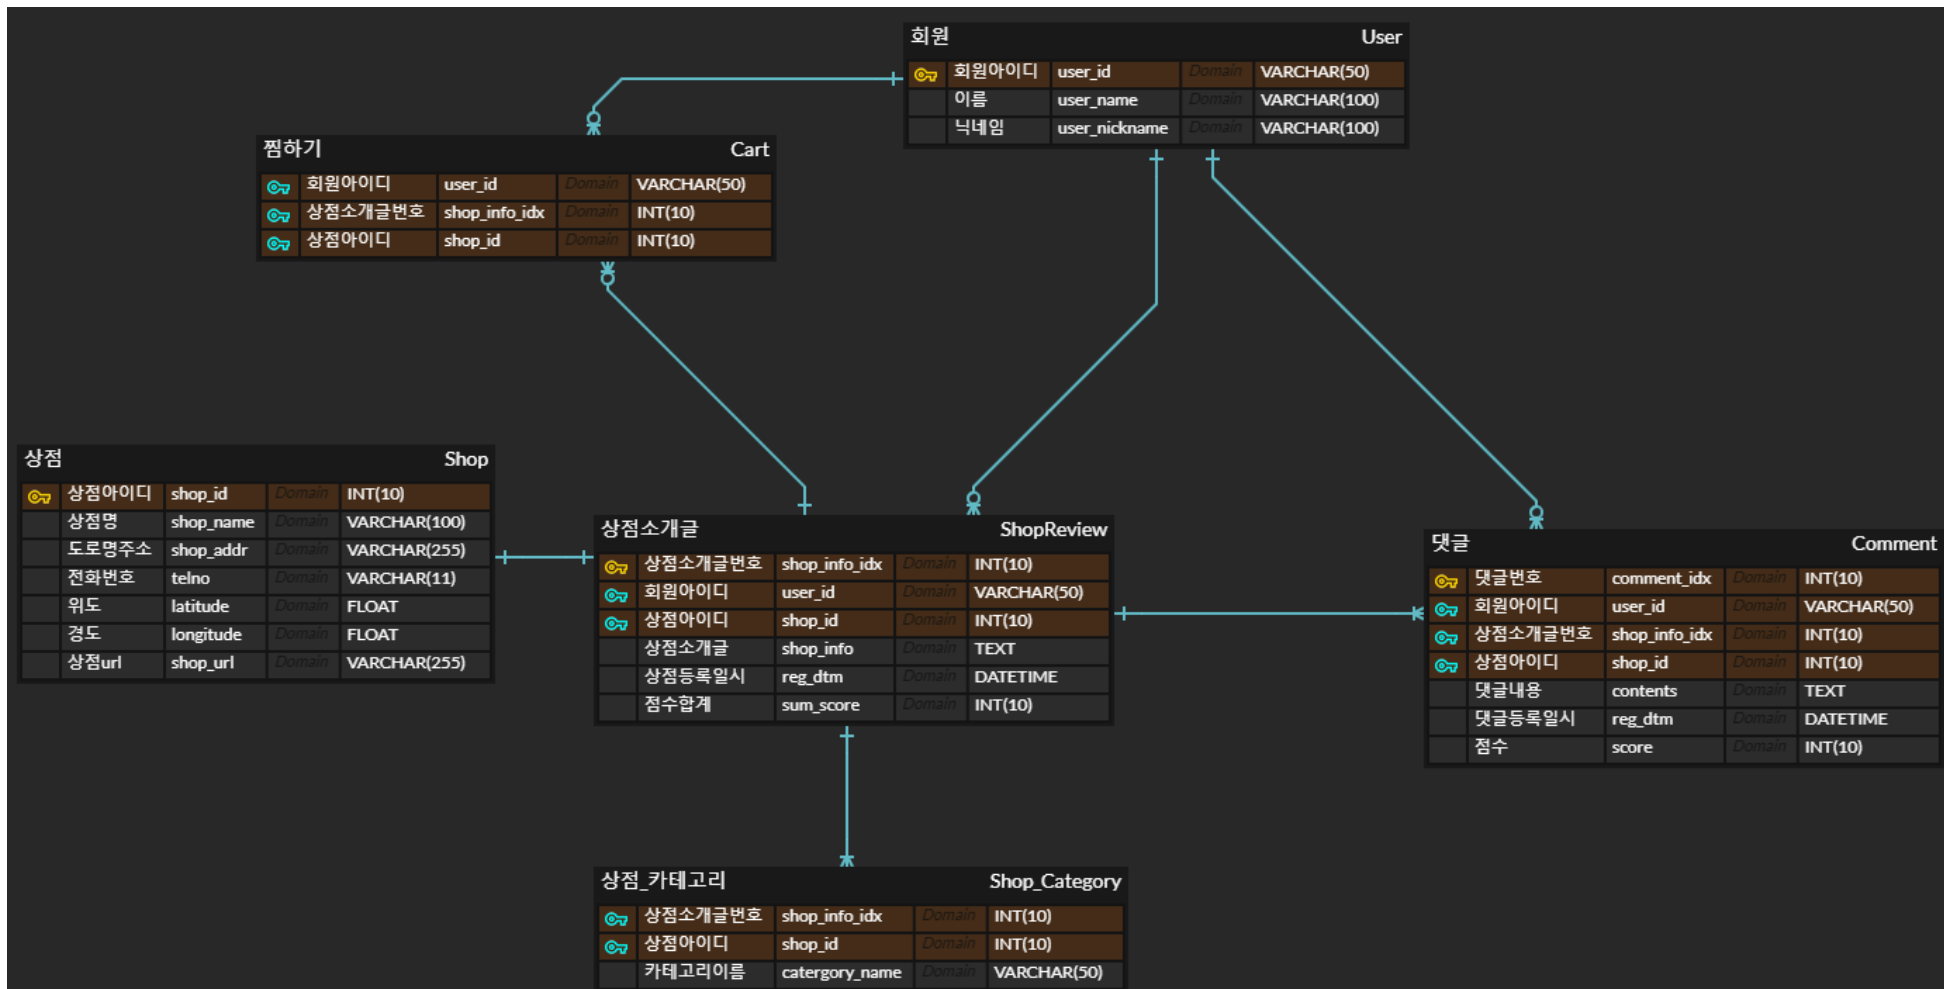 회원 User
회원아이디 user_id Domain VARCHAR(50)
이름 user_name Domain VARCHAR(100)
닉네임 user_nickname Domain VARCHAR(100)
찜하기 Cart
회원아이디 user_id Domain VARCHAR(50)
상점소개글번호 shop_info_idx Domain INT(10)
상점아이디 shop_id Domain INT(10)
상점 Shop
상점아이디 shop_id Domain INT(10)
상점명 shop_name Domain VARCHAR(100)
도로명주소 shop_addr Domain VARCHAR(255)
전화번호 telno Domain VARCHAR(11)
위도 latitude Domain FLOAT
경도 longitude Domain FLOAT
상점url shop_url Domain VARCHAR(255)
상점소개글 ShopReview
상점소개글번호 shop_info_idx Domain INT(10)
회원아이디 user_id Domain VARCHAR(50)
상점아이디 shop_id Domain INT(10)
상점소개글 shop_info Domain TEXT
상점등록일시 reg_dtm Domain DATETIME
점수합계 sum_score Domain INT(10)
댓글 Comment
댓글번호 comment_idx Domain INT(10)
회원아이디 user_id Domain VARCHAR(50)
상점소개글번호 shop_info_idx Domain INT(10)
상점아이디 shop_id Domain INT(10)
댓글내용 contents Domain TEXT
댓글등록일시 reg_dtm Domain DATETIME
점수 score Domain INT(10)
상점_카테고리 Shop_Category
상점소개글번호 shop_info_idx Domain INT(10)
상점아이디 shop_id Domain INT(10)
카테고리이름 catergory_name Domain VARCHAR(50)